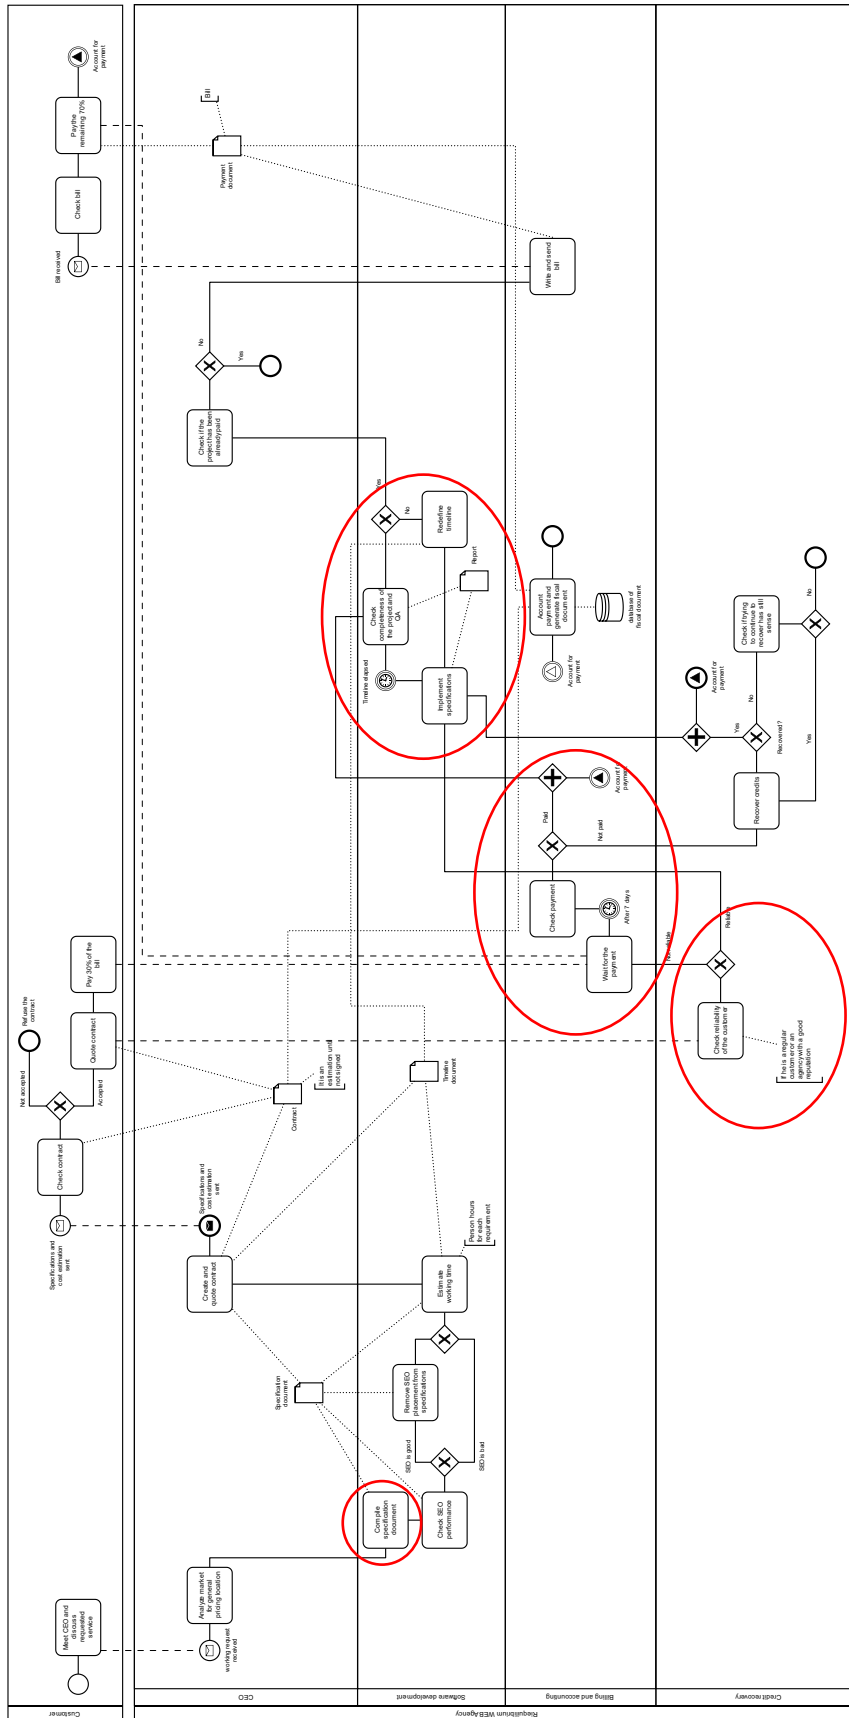 Customer
Meet CEO and
discuss
requested
service
Specifications and
cost estimation
sent
Check contract
Not accepted
Refuse the
contract
Accepted
Quote contract
Pay 30% of the
bill
Bill received
Check bill
Pay the
remaining 70%
Account for
payment
Riequilibrium WEB Agency
CEO
working request
received
Analyze market
for general
pricing location
Specification
document
Create and
quote contract
Specifications and
cost estimation
sent
Contract
It is an
estimation until
not signed
Check if the
project has been
already paid
No
Yes
Payment
document
Bill
Software development
Compile
specification
document
Check SEO
performance
SEO is good
SEO is bad
Remove SEO
placement from
specifications
Estimate
working time
Person hours
for each
requirement
Timeline
document
Implement
specifications
Timeline elapsed
Check
completeness of
the project and
QA
Report
Yes
No
Redefine
timeline
Billing and accounting
Wait for the
payment
After 7 days
Check payment
Paid
Not paid
Account for
payment
Account for
payment
Account
payment and
generate fiscal
document
database of
fiscal document
Write and send
bill
Credit recovery
Check reliability
of the customer
If he is a regular
customer or an
agency with a good
reputation
Not reliable
Reliable
Recover credits
Recovered?
Yes
No
Account for
payment
Check if trying
to continue to
recover has still
sense
Yes
No